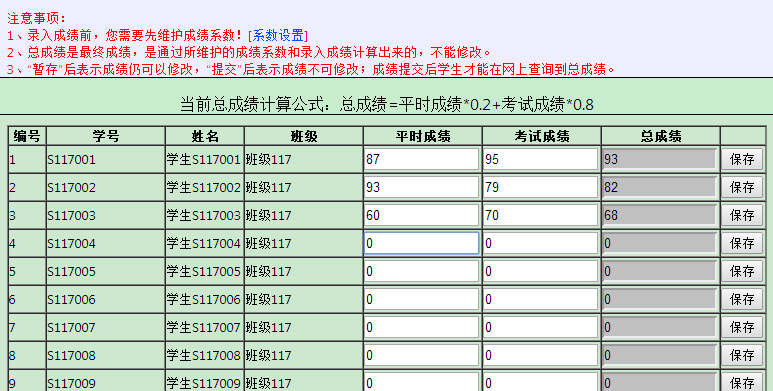 注意事项：
1、录入成绩前，您需要先维护成绩系数！[系数设置]
2、总成绩是最终成绩，是通过所维护的成绩系数和录入成绩计算出来的，不能修改。
3、“暂存”后表示成绩仍可以修改，“提交”后表示成绩不可修改；成绩提交后学生才能在网上查询到总成绩。
当前总成绩计算公式：总成绩=平时成绩*0.2+考试成绩*0.8
编号 学号 姓名 班级 平时成绩 考试成绩 总成绩
1 S117001 学生S117001 班级117 87 95 93 保存
2 S117002 学生S117002 班级117 93 79 82 保存
3 S117003 学生S117003 班级117 60 70 68 保存
4 S117004 学生S117004 班级117 0 0 0 保存
5 S117005 学生S117005 班级117 0 0 0 保存
6 S117006 学生S117006 班级117 0 0 0 保存
7 S117007 学生S117007 班级117 0 0 0 保存
8 S117008 学生S117008 班级117 0 0 0 保存
9 S117009 学生S117009 班级117 0 0 0 保存